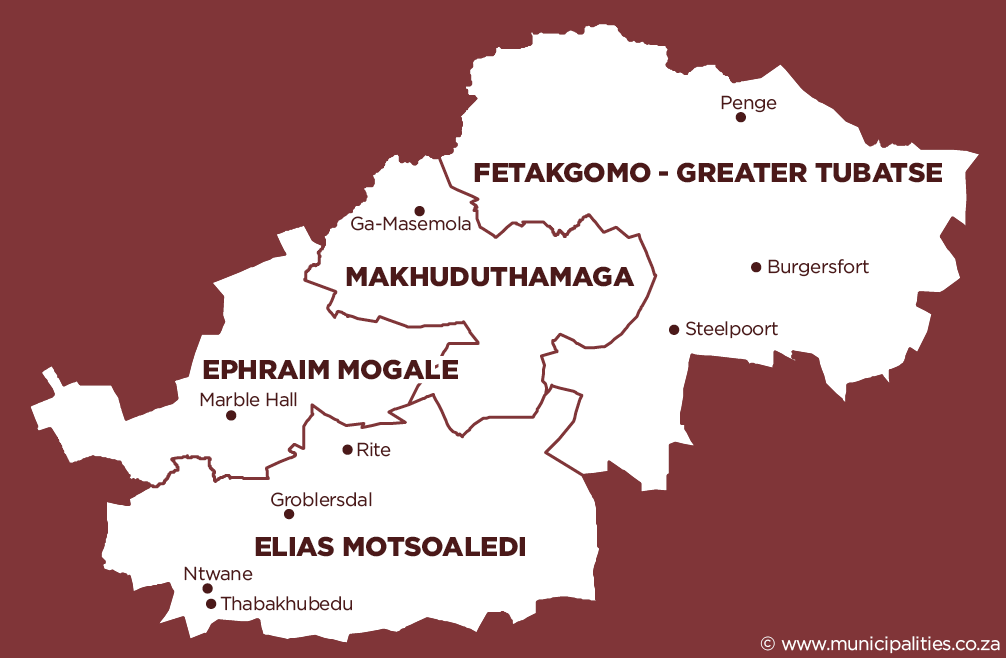 Penge
FETAKGOMO - GREATER TUBATSE
Ga-Masemola
Burgersfort
MAKHUDUTHAMAGA
Steelpoort
EPHRAIM MOGALE
Marble Hall
Rite
Groblersdal
ELIAS MOTSOALEDI
Ntwane
Thabakhubedu
© www.municipalities.co.za